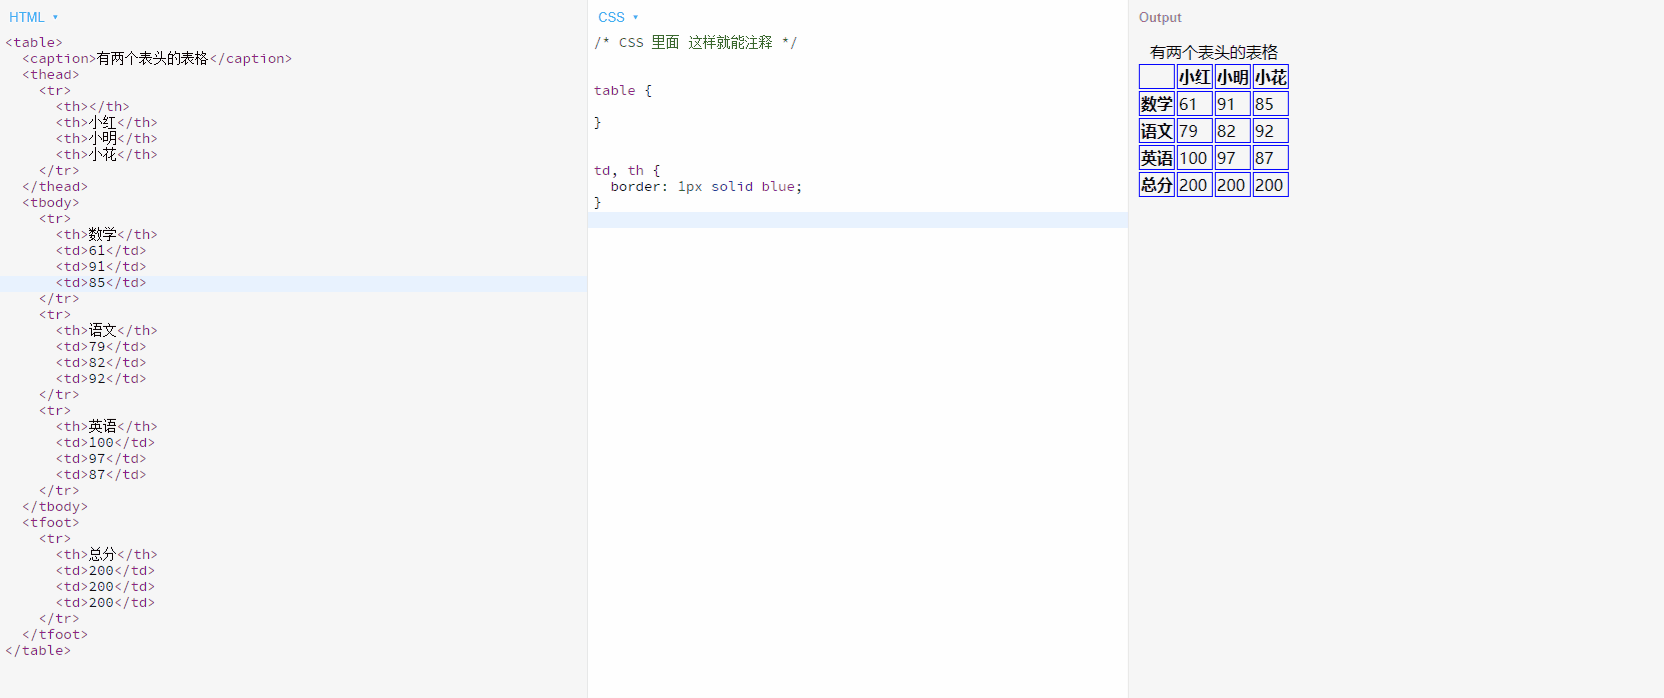 HTML ▾
<table>
  <caption>有两个表头的表格</caption>
  <thead>
    <tr>
      <th></th>
      <th>小红</th>
      <th>小明</th>
      <th>小花</th>
    </tr>
  </thead>
  <tbody>
    <tr>
      <th>数学</th>
      <td>61</td>
      <td>91</td>
      <td>85</td>
    </tr>
    <tr>
      <th>语文</th>
      <td>79</td>
      <td>82</td>
      <td>92</td>
    </tr>
    <tr>
      <th>英语</th>
      <td>100</td>
      <td>97</td>
      <td>87</td>
    </tr>
  </tbody>
  <tfoot>
    <tr>
      <th>总分</th>
      <td>200</td>
      <td>200</td>
      <td>200</td>
    </tr>
  </tfoot>
</table>
CSS ▾
/* CSS 里面 这样就能注释 */
table {
}
td, th {
  border: 1px solid blue;
}
Output
有两个表头的表格
小红 小明 小花
数学 61 91 85
语文 79 82 92
英语 100 97 87
总分 200 200 200